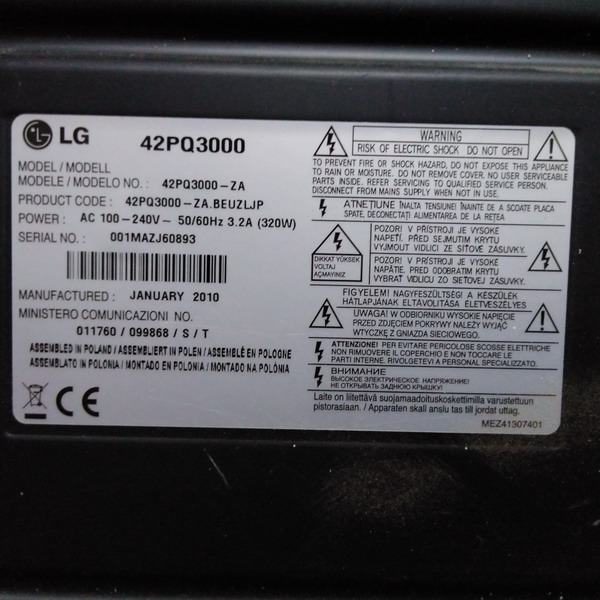 LG 42PQ3000
MODEL / MODELL
MODELE / MODELO NO. : 42PQ3000-ZA
PRODUCT CODE : 42PQ3000-ZA.BEUZLJP
POWER : AC 100-240V~ 50/60Hz 3.2A (320W)
SERIAL NO. : 001MAZJ60893
MANUFACTURED : JANUARY 2010
MINISTERO COMUNICAZIONI NO.
011760 / 099868 / S / T
ASSEMBLED IN POLAND / ASSEMBLIERT IN POLEN / ASSEMBLÉ EN POLOGNE
ASSEMBLATO IN POLONIA / MONTADO EN POLONIA / MONTADO NA POLÓNIA
CE
WARNING
RISK OF ELECTRIC SHOCK DO NOT OPEN
TO PREVENT FIRE OR SHOCK HAZARD, DO NOT EXPOSE THIS APPLIANCE
TO RAIN OR MOISTURE. DO NOT REMOVE COVER. NO USER SERVICEABLE
PARTS INSIDE. REFER SERVICING TO QUALIFIED SERVICE PERSONNEL.
DISCONNECT FROM MAINS SUPPLY WHEN NOT IN USE.
ATNEȚIUNE ÎNALTA TENSIUNE! ÎNAINTE DE A SCOATE PLACA
SPATE, DECONECTAȚI ALIMENTAREA DE LA REȚEA
DIKKAT YÜKSEK
VOLTAJ
AÇMAYINIZ
POZOR! V PŘÍSTROJI JE VYSOKÉ
NAPĚTÍ. PŘED SEJMUTÍM KRYTU
VYJMĚTE VIDLICI ZE SÍŤOVÉ ZÁSUVKY.
POZOR! V PRÍSTROJI JE VYSOKÉ
NAPÄTIE. PRED ODOBRATIM KRYTU
VYBRAT VIDLICU ZO SIEŤOVEJ ZÁSUVKY.
FIGYELEM! NAGYFESZÜLTSÉG! A KÉSZÜLÉK
HÁTLAPJÁNAK ELTÁVOLÍTÁSA ÉLETVESZÉLYES
UWAGA! W ODBIORNIKU WYSOKIE NAPIĘCIE
PRZED ZDJĘCIEM POKRYWY NALEŻY WYJĄĆ
WTYCZKĘ Z GNIAZDA SIECIOWEGO.
ATTENZIONE! PER EVITARE PERICOLOSE SCOSSE ELETTRICHE
NON RIMUOVERE IL COPERCHIO E NON TOCCARE LE
PARTI INTERNE. RIVOLGETEVI A PERSONAL SPECIALIZZATO.
ВНИМАНИЕ
ВЫСОКОЕ ЭЛЕКТРИЧЕСКОЕ НАПРЯЖЕНИЕ,
НЕ ОТКРЫВАТЬ ЗАДНЮЮ КРЫШКУ!
Laite on liitettävä suojamaadoituskoskettimilla varustettuun
pistorasiaan. / Apparaten skall anslu tas till jordat uttag.
MEZ41307401